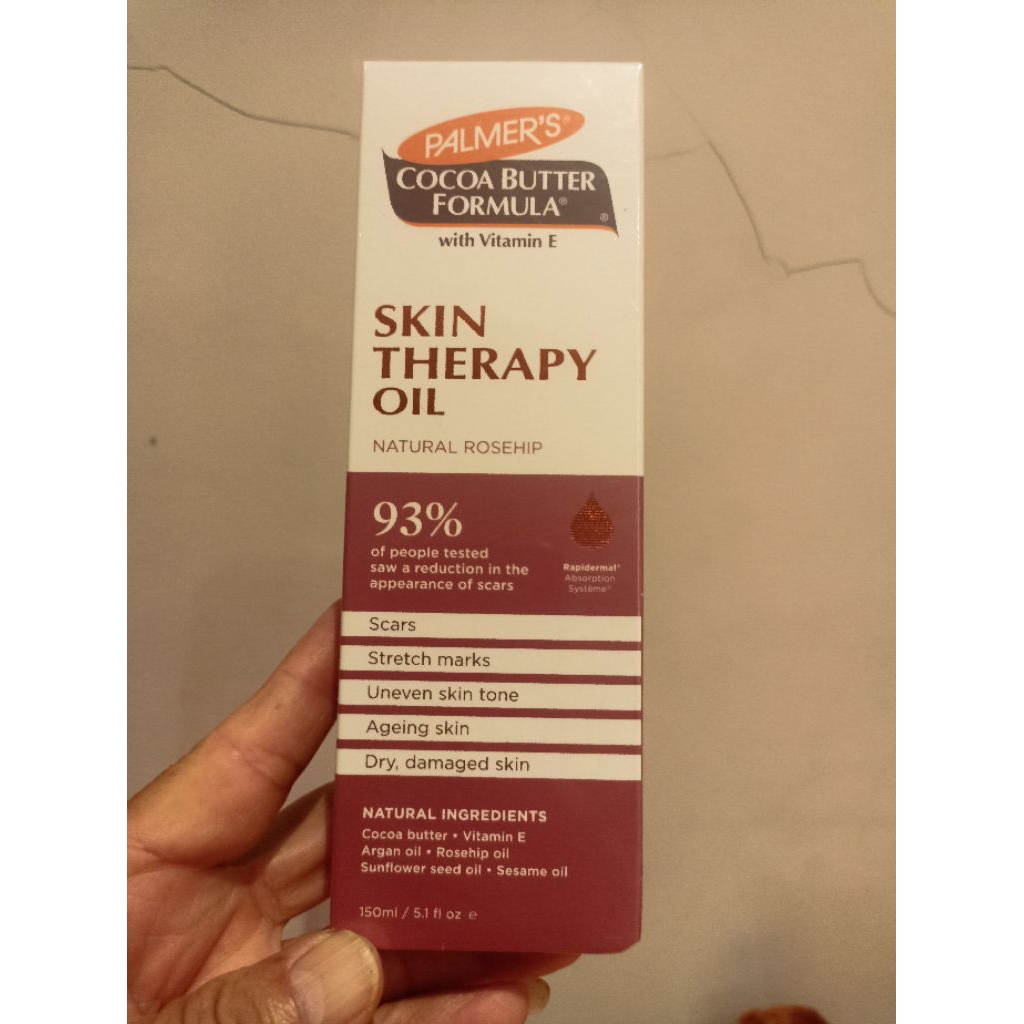 PALMER'S®
COCOA BUTTER
FORMULA®
®
with Vitamin E
SKIN
THERAPY
OIL
NATURAL ROSEHIP
93%
of people tested
saw a reduction in the
appearance of scars
Rapidermal®
Absorption
Système®
Scars
Stretch marks
Uneven skin tone
Ageing skin
Dry, damaged skin
NATURAL INGREDIENTS
Cocoa butter • Vitamin E
Argan oil • Rosehip oil
Sunflower seed oil • Sesame oil
150ml / 5.1 fl oz ℮